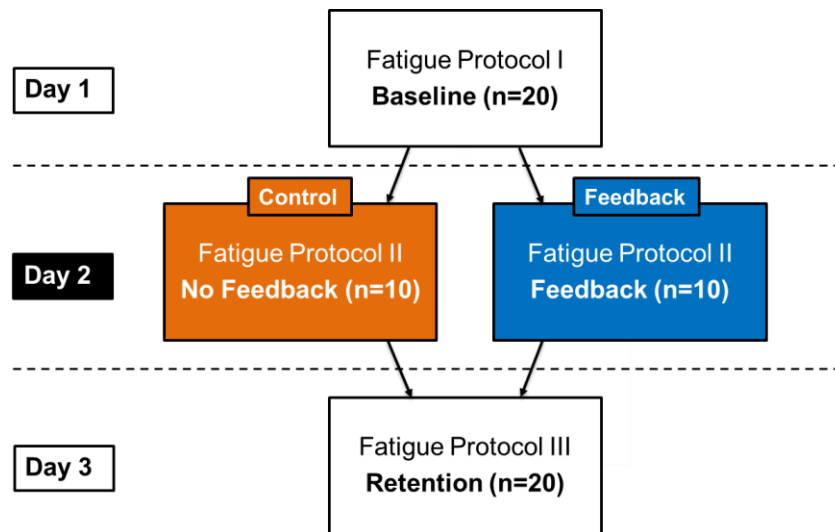 Day 1
Fatigue Protocol I
Baseline (n=20)
Day 2
Control
Fatigue Protocol II
No Feedback (n=10)
Feedback
Fatigue Protocol II
Feedback (n=10)
Day 3
Fatigue Protocol III
Retention (n=20)